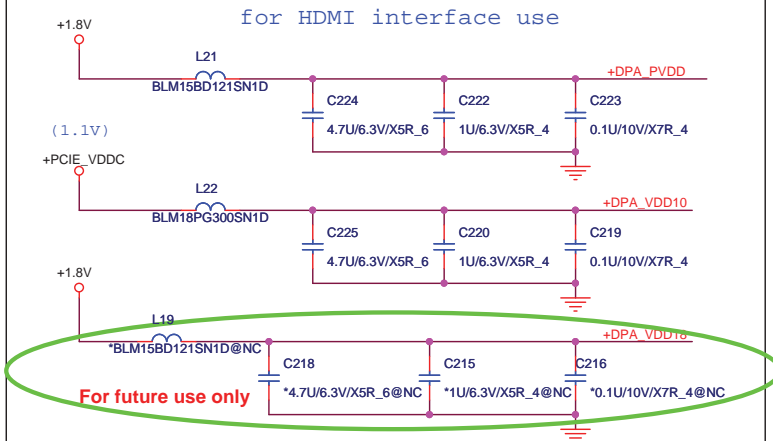 for HDMI interface use
+1.8V
L21
BLM15BD121SN1D
+DPA_PVDD
C224
4.7U/6.3V/X5R_6
C222
1U/6.3V/X5R_4
C223
0.1U/10V/X7R_4
(1.1V)
+PCIE_VDDC
L22
BLM18PG300SN1D
+DPA_VDD10
C225
4.7U/6.3V/X5R_6
C220
1U/6.3V/X5R_4
C219
0.1U/10V/X7R_4
+1.8V
L19
*BLM15BD121SN1D@NC
+DPA_VDD18
C218
*4.7U/6.3V/X5R_6@NC
C215
*1U/6.3V/X5R_4@NC
C216
*0.1U/10V/X7R_4@NC
For future use only